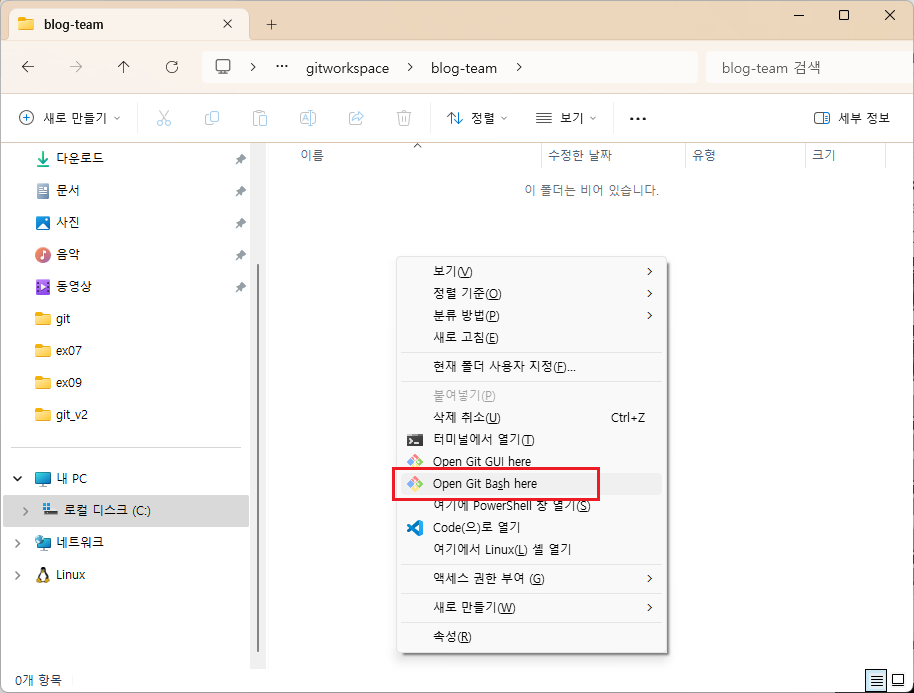 blog-team
gitworkspace
blog-team
blog-team 검색
새로 만들기
정렬
보기
세부 정보
다운로드
문서
사진
음악
동영상
git
ex07
ex09
git_v2
내 PC
로컬 디스크 (C:)
네트워크
Linux
이름
수정한 날짜
유형
크기
이 폴더는 비어 있습니다.
보기(V)
정렬 기준(O)
분류 방법(P)
새로 고침(E)
현재 폴더 사용자 지정(F)...
붙여넣기(P)
삭제 취소(U) Ctrl+Z
터미널에서 열기(T)
Open Git GUI here
Open Git Bash here
여기에 PowerShell 창 열기(S)
Code(으)로 열기
여기에서 Linux(L) 셸 열기
액세스 권한 부여 (G)
새로 만들기(W)
속성(R)
0개 항목